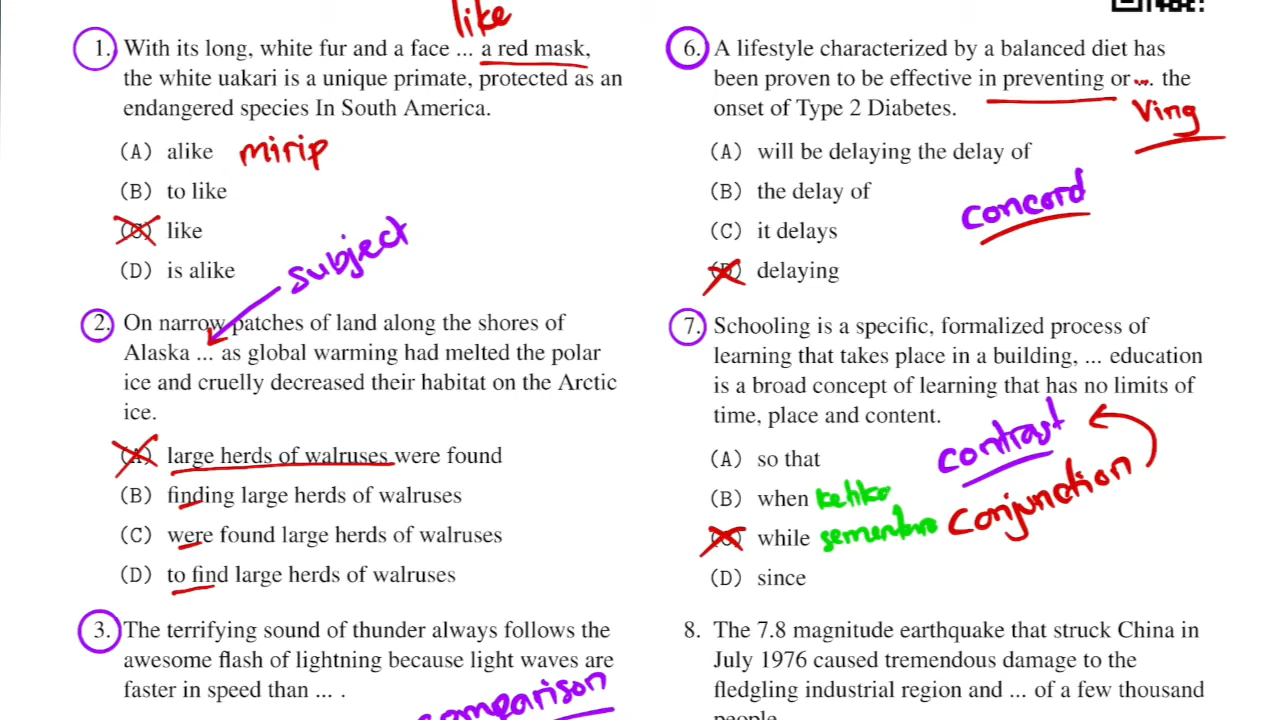 like
1. With its long, white fur and a face ... a red mask,
the white uakari is a unique primate, protected as an
endangered species In South America.
(A) alike mirip
(B) to like
(C) like
(D) is alike
subject
2. On narrow patches of land along the shores of
Alaska ... as global warming had melted the polar
ice and cruelly decreased their habitat on the Arctic
ice.
(A) large herds of walruses were found
(B) finding large herds of walruses
(C) were found large herds of walruses
(D) to find large herds of walruses
3. The terrifying sound of thunder always follows the
awesome flash of lightning because light waves are
faster in speed than ... .
comparison
6. A lifestyle characterized by a balanced diet has
been proven to be effective in preventing or ... the
onset of Type 2 Diabetes.
Ving
(A) will be delaying the delay of
(B) the delay of
concord
(C) it delays
(D) delaying
7. Schooling is a specific, formalized process of
learning that takes place in a building, ... education
is a broad concept of learning that has no limits of
time, place and content.
contrast
(A) so that
(B) when
conjunction
(C) while
(D) since
8. The 7.8 magnitude earthquake that struck China in
July 1976 caused tremendous damage to the
fledgling industrial region and ... of a few thousand
people